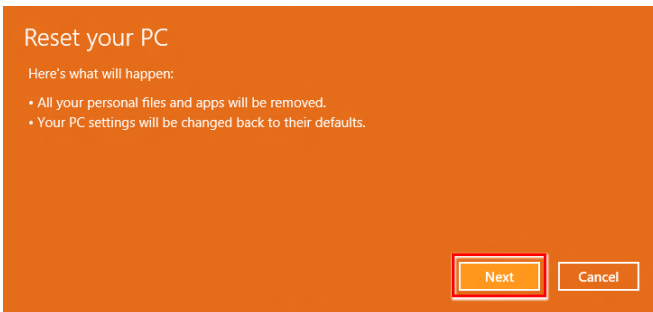 Reset your PC
Here's what will happen:
• All your personal files and apps will be removed.
• Your PC settings will be changed back to their defaults.
Next Cancel